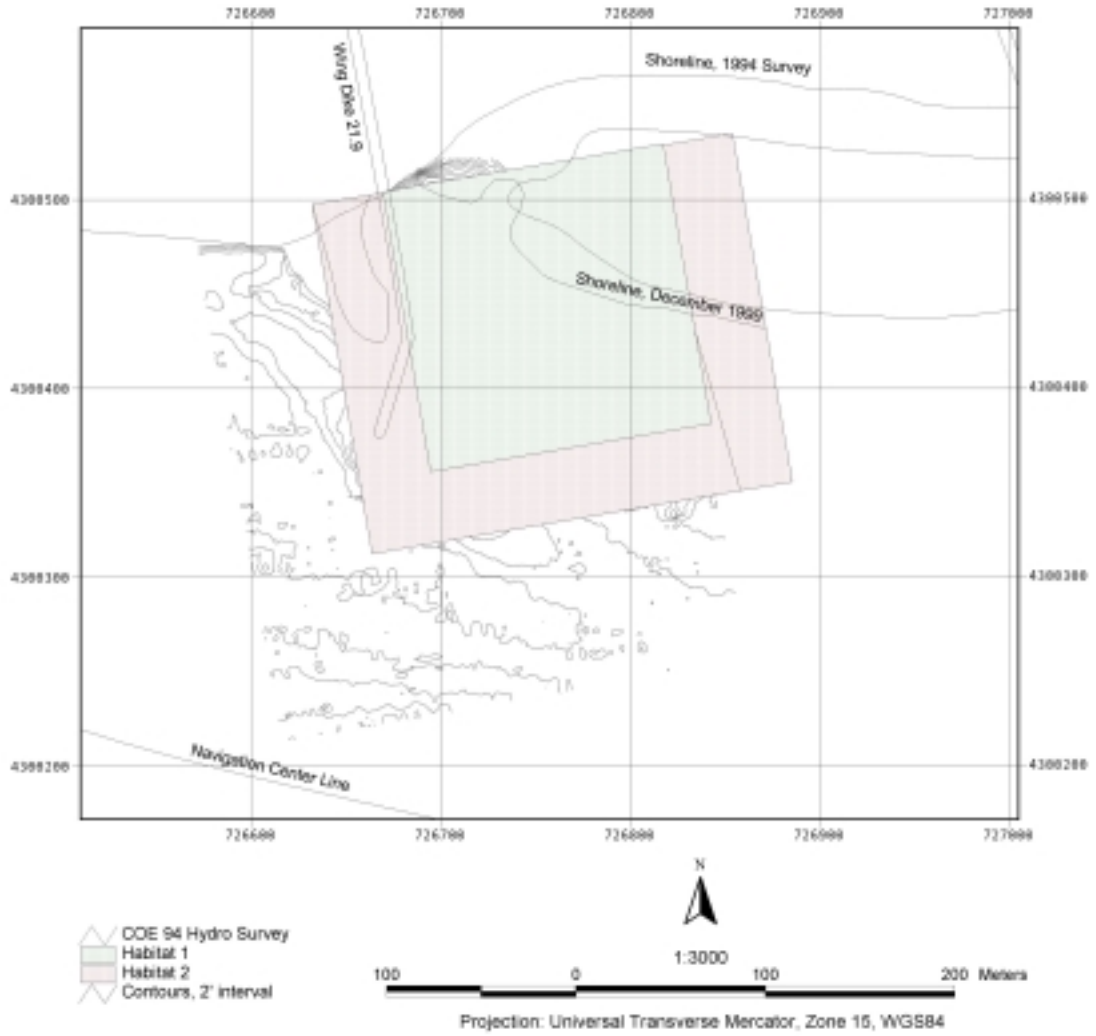 726600 726700 726800 726900 727000
Shoreline, 1994 Survey
Wing Dike 21.9
4300500 4300500
Shoreline, December 1999
4300400 4300400
4300300 4300300
Navigation Center Line
4300200 4300200
726600 726700 726800 726900 727000
N
COE 94 Hydro Survey
Habitat 1
Habitat 2
Contours, 2' interval
1:3000
100 0 100 200 Meters
Projection: Universal Transverse Mercator, Zone 15, WGS84